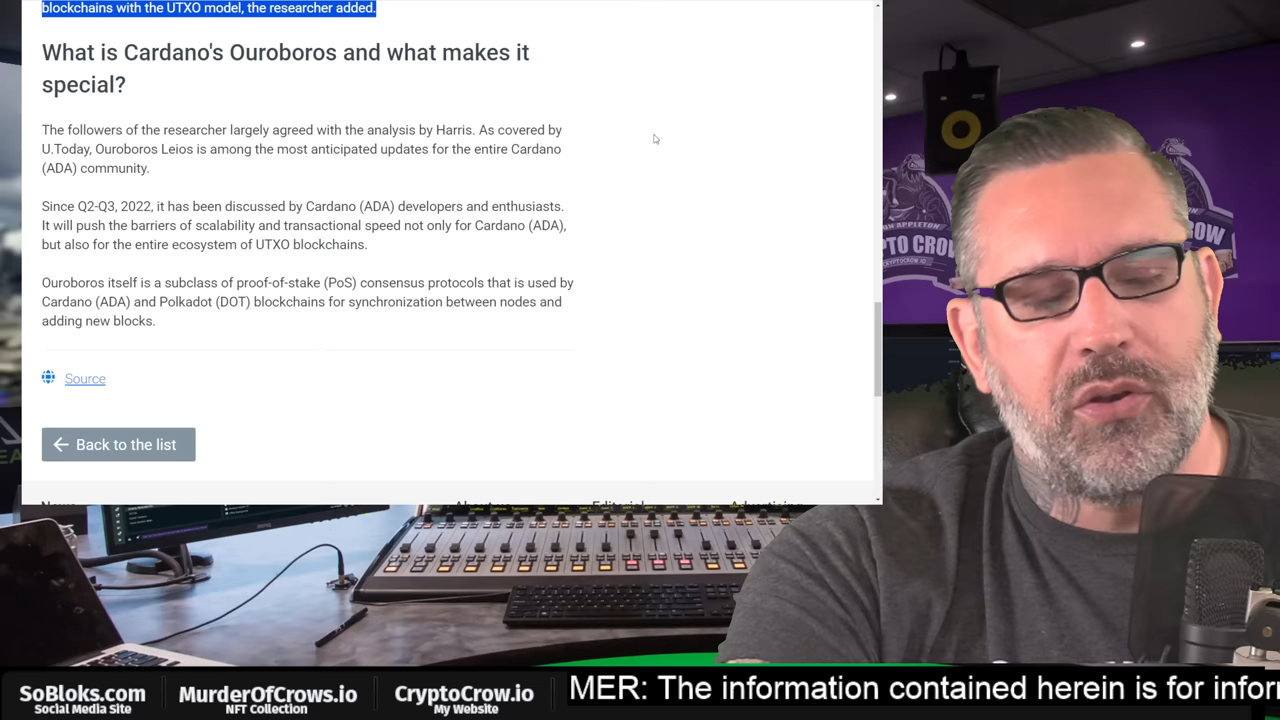 blockchains with the UTXO model, the researcher added.
What is Cardano's Ouroboros and what makes it
special?
The followers of the researcher largely agreed with the analysis by Harris. As covered by
U.Today, Ouroboros Leios is among the most anticipated updates for the entire Cardano
(ADA) community.
Since Q2-Q3, 2022, it has been discussed by Cardano (ADA) developers and enthusiasts.
It will push the barriers of scalability and transactional speed not only for Cardano (ADA),
but also for the entire ecosystem of UTXO blockchains.
Ouroboros itself is a subclass of proof-of-stake (PoS) consensus protocols that is used by
Cardano (ADA) and Polkadot (DOT) blockchains for synchronization between nodes and
adding new blocks.
Source
Back to the list
ON APPLETON
PTO CROW
CRYPTOCROW.IO
ROW
SoBloks.com
Social Media Site
MurderOfCrows.io
NFT Collection
CryptoCrow.io
My Website
MER: The information contained herein is for infor